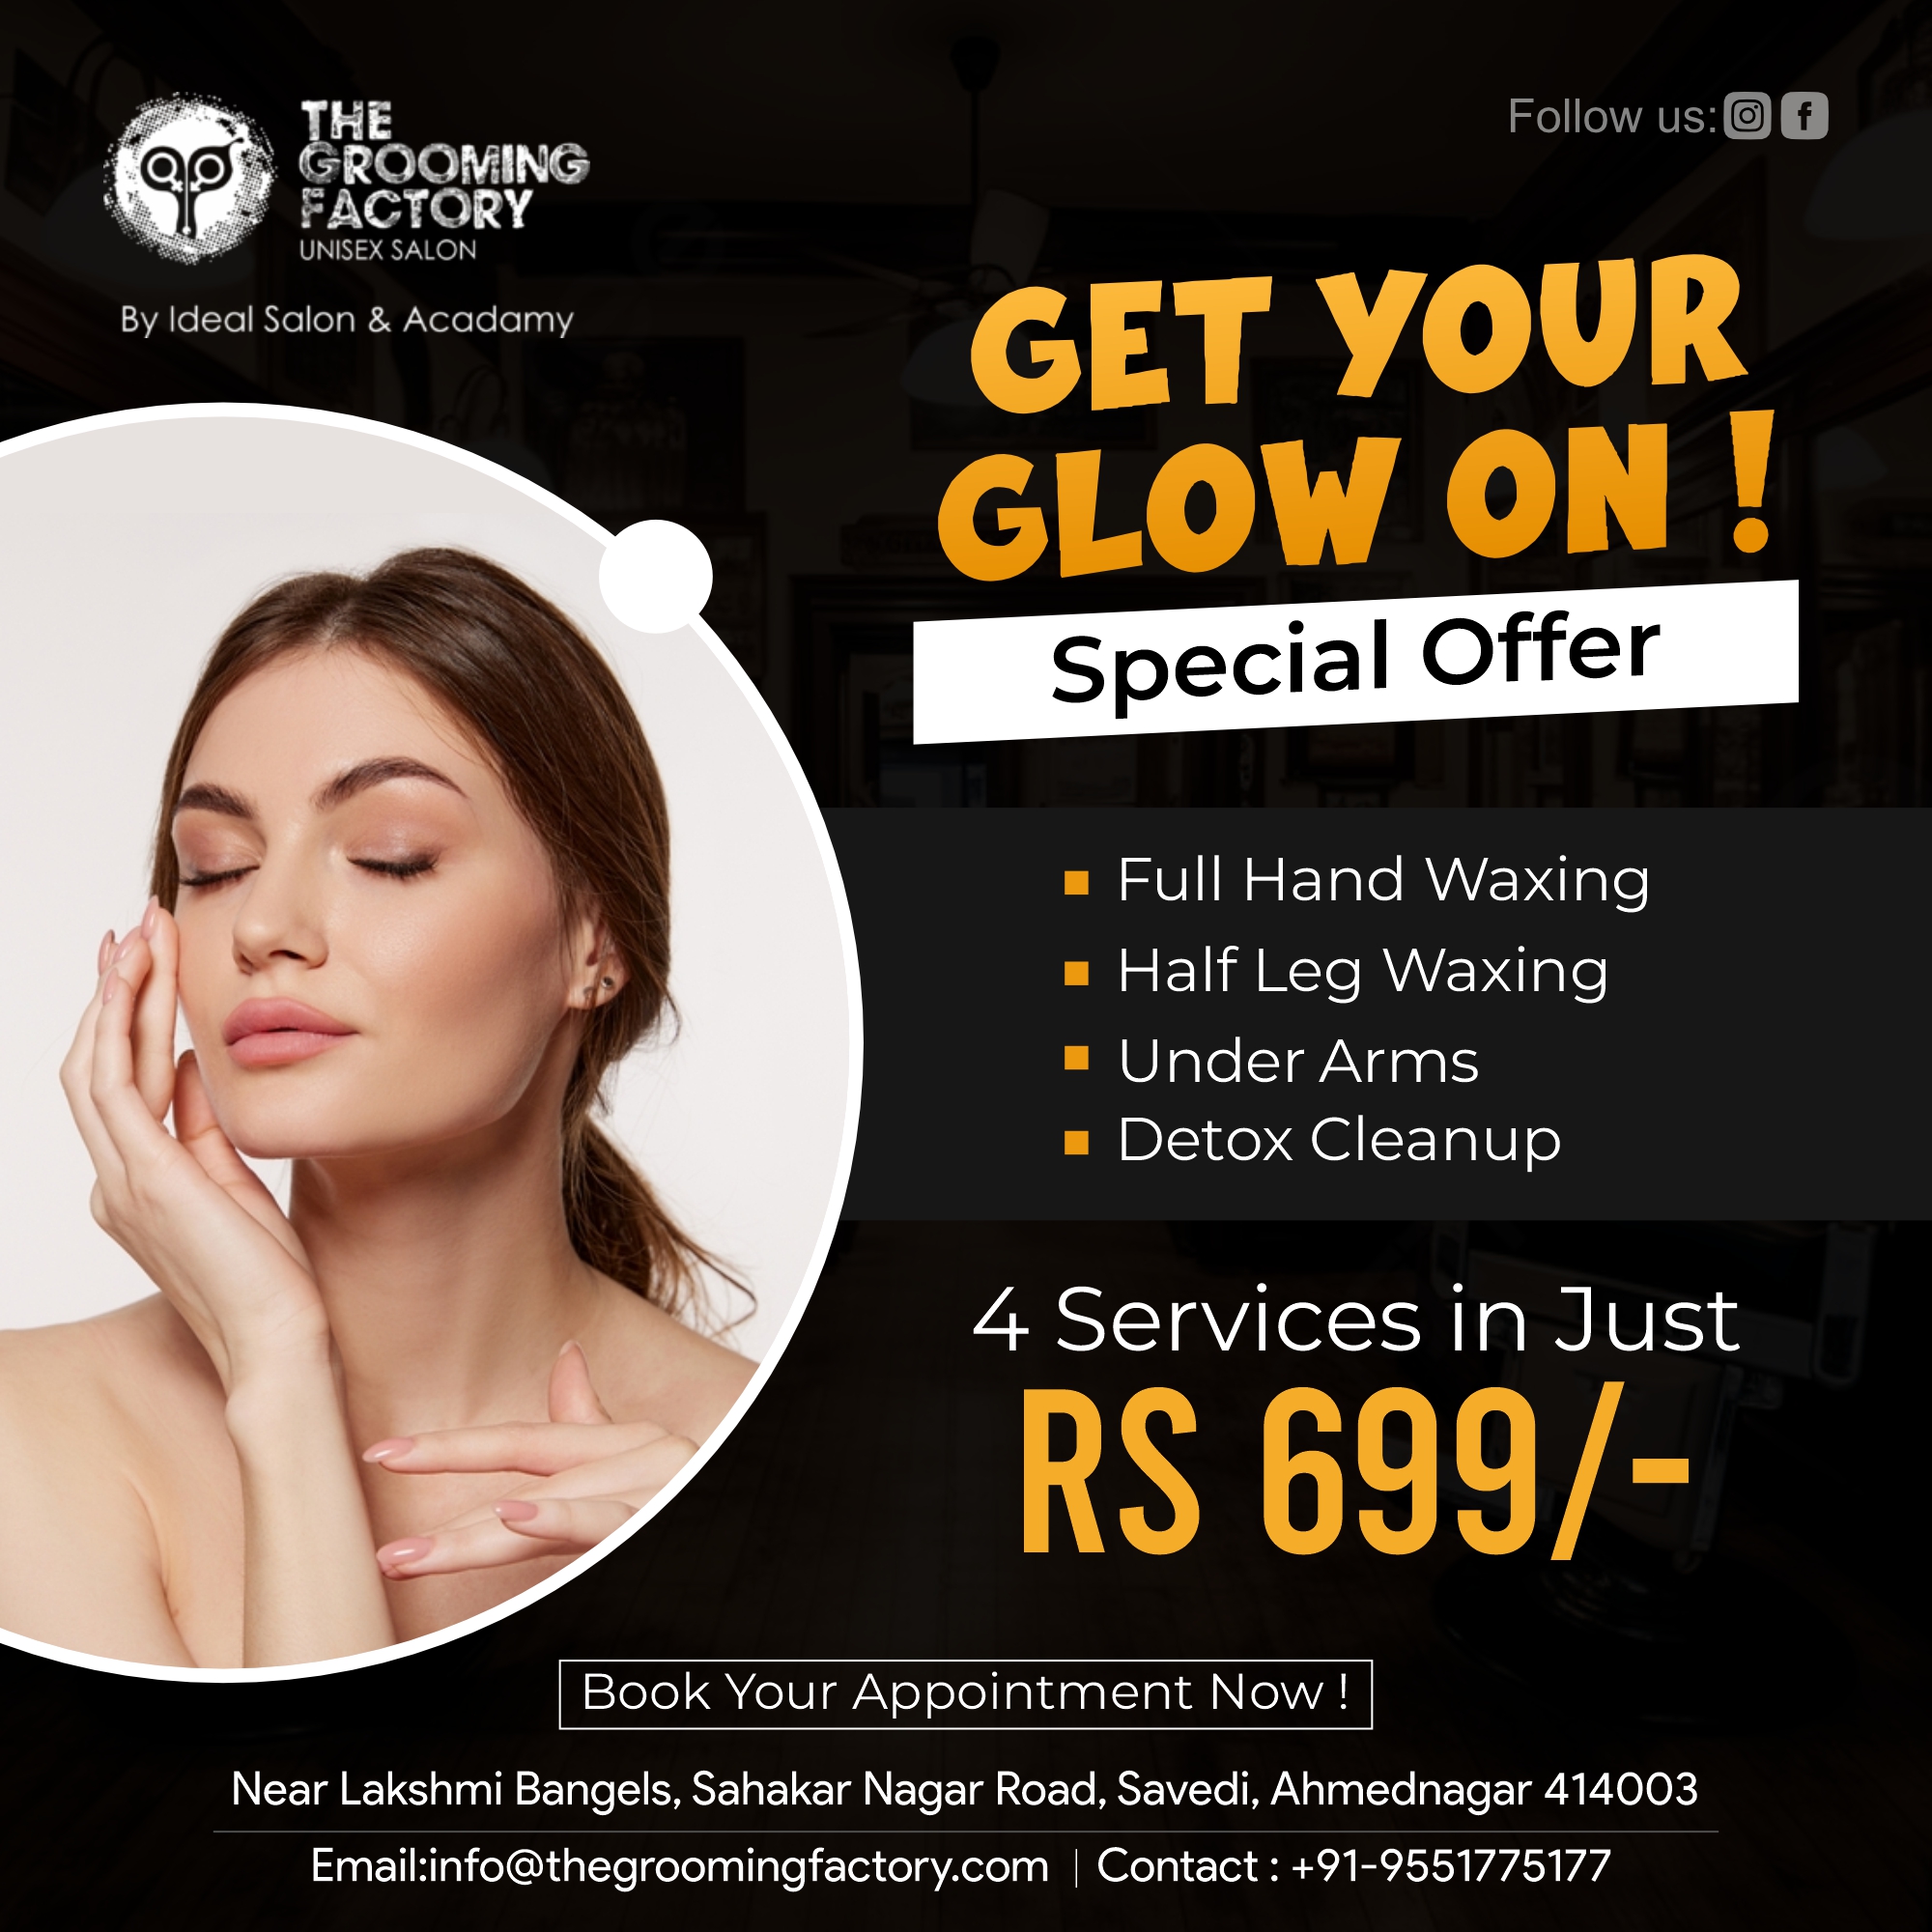 THE
GROOMING
FACTORY
UNISEX SALON
By Ideal Salon & Acadamy
Follow us:
GET YOUR
GLOW ON !
Special Offer
Full Hand Waxing
Half Leg Waxing
Under Arms
Detox Cleanup
4 Services in Just
RS 699/-
Book Your Appointment Now !
Near Lakshmi Bangels, Sahakar Nagar Road, Savedi, Ahmednagar 414003
Email:info@thegroomingfactory.com | Contact : +91-9551775177